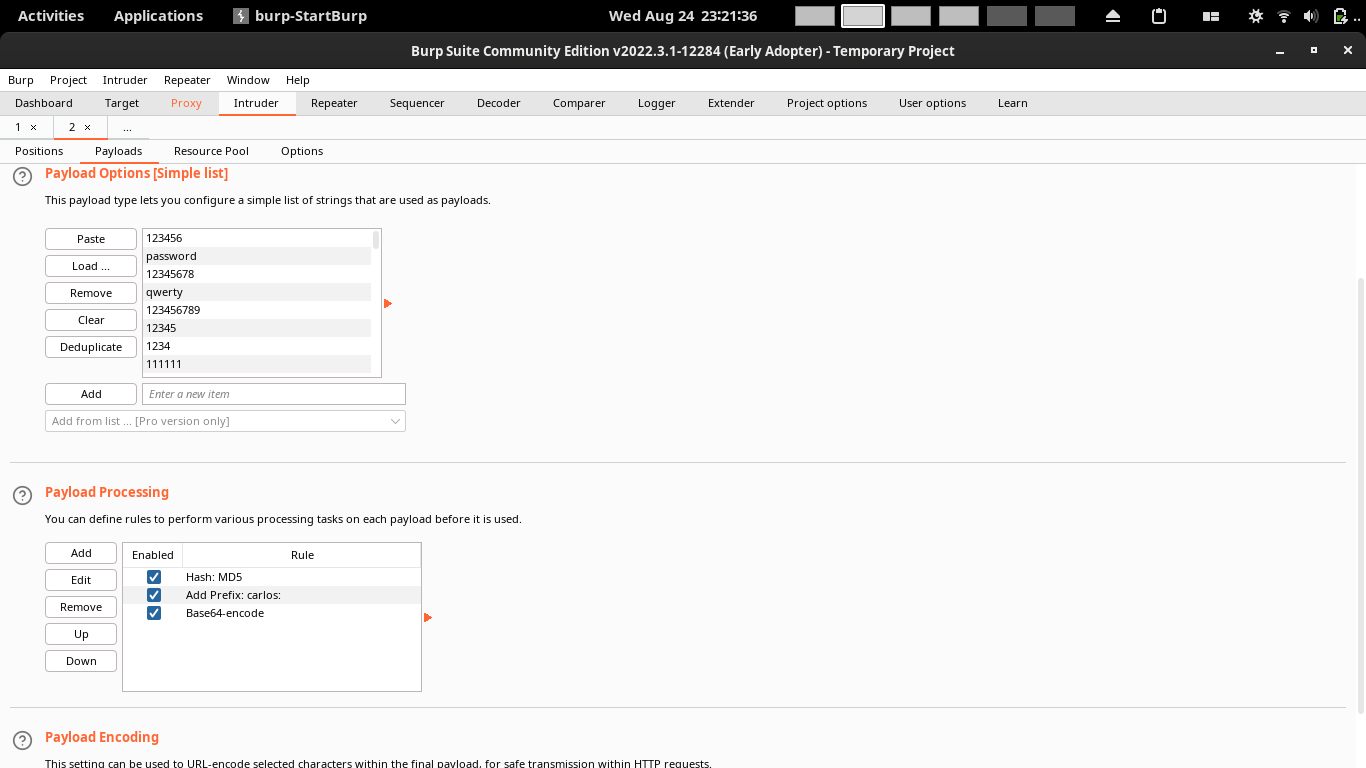 Activities Applications burp-StartBurp Wed Aug 24 23:21:36 ..
Burp Suite Community Edition v2022.3.1-12284 (Early Adopter) - Temporary Project
Burp Project Intruder Repeater Window Help
Dashboard Target Proxy Intruder Repeater Sequencer Decoder Comparer Logger Extender Project options User options Learn
1 × 2 × ...
Positions Payloads Resource Pool Options
? Payload Options [Simple list]
This payload type lets you configure a simple list of strings that are used as payloads.
Paste 123456
password
Load ... 12345678
Remove qwerty
123456789
Clear 12345
Deduplicate 1234
111111
Add Enter a new item
Add from list ... [Pro version only]
? Payload Processing
You can define rules to perform various processing tasks on each payload before it is used.
Add Enabled Rule
Edit Hash: MD5
Remove Add Prefix: carlos:
Base64-encode
Up
Down
? Payload Encoding
This setting can be used to URL-encode selected characters within the final payload, for safe transmission within HTTP requests.